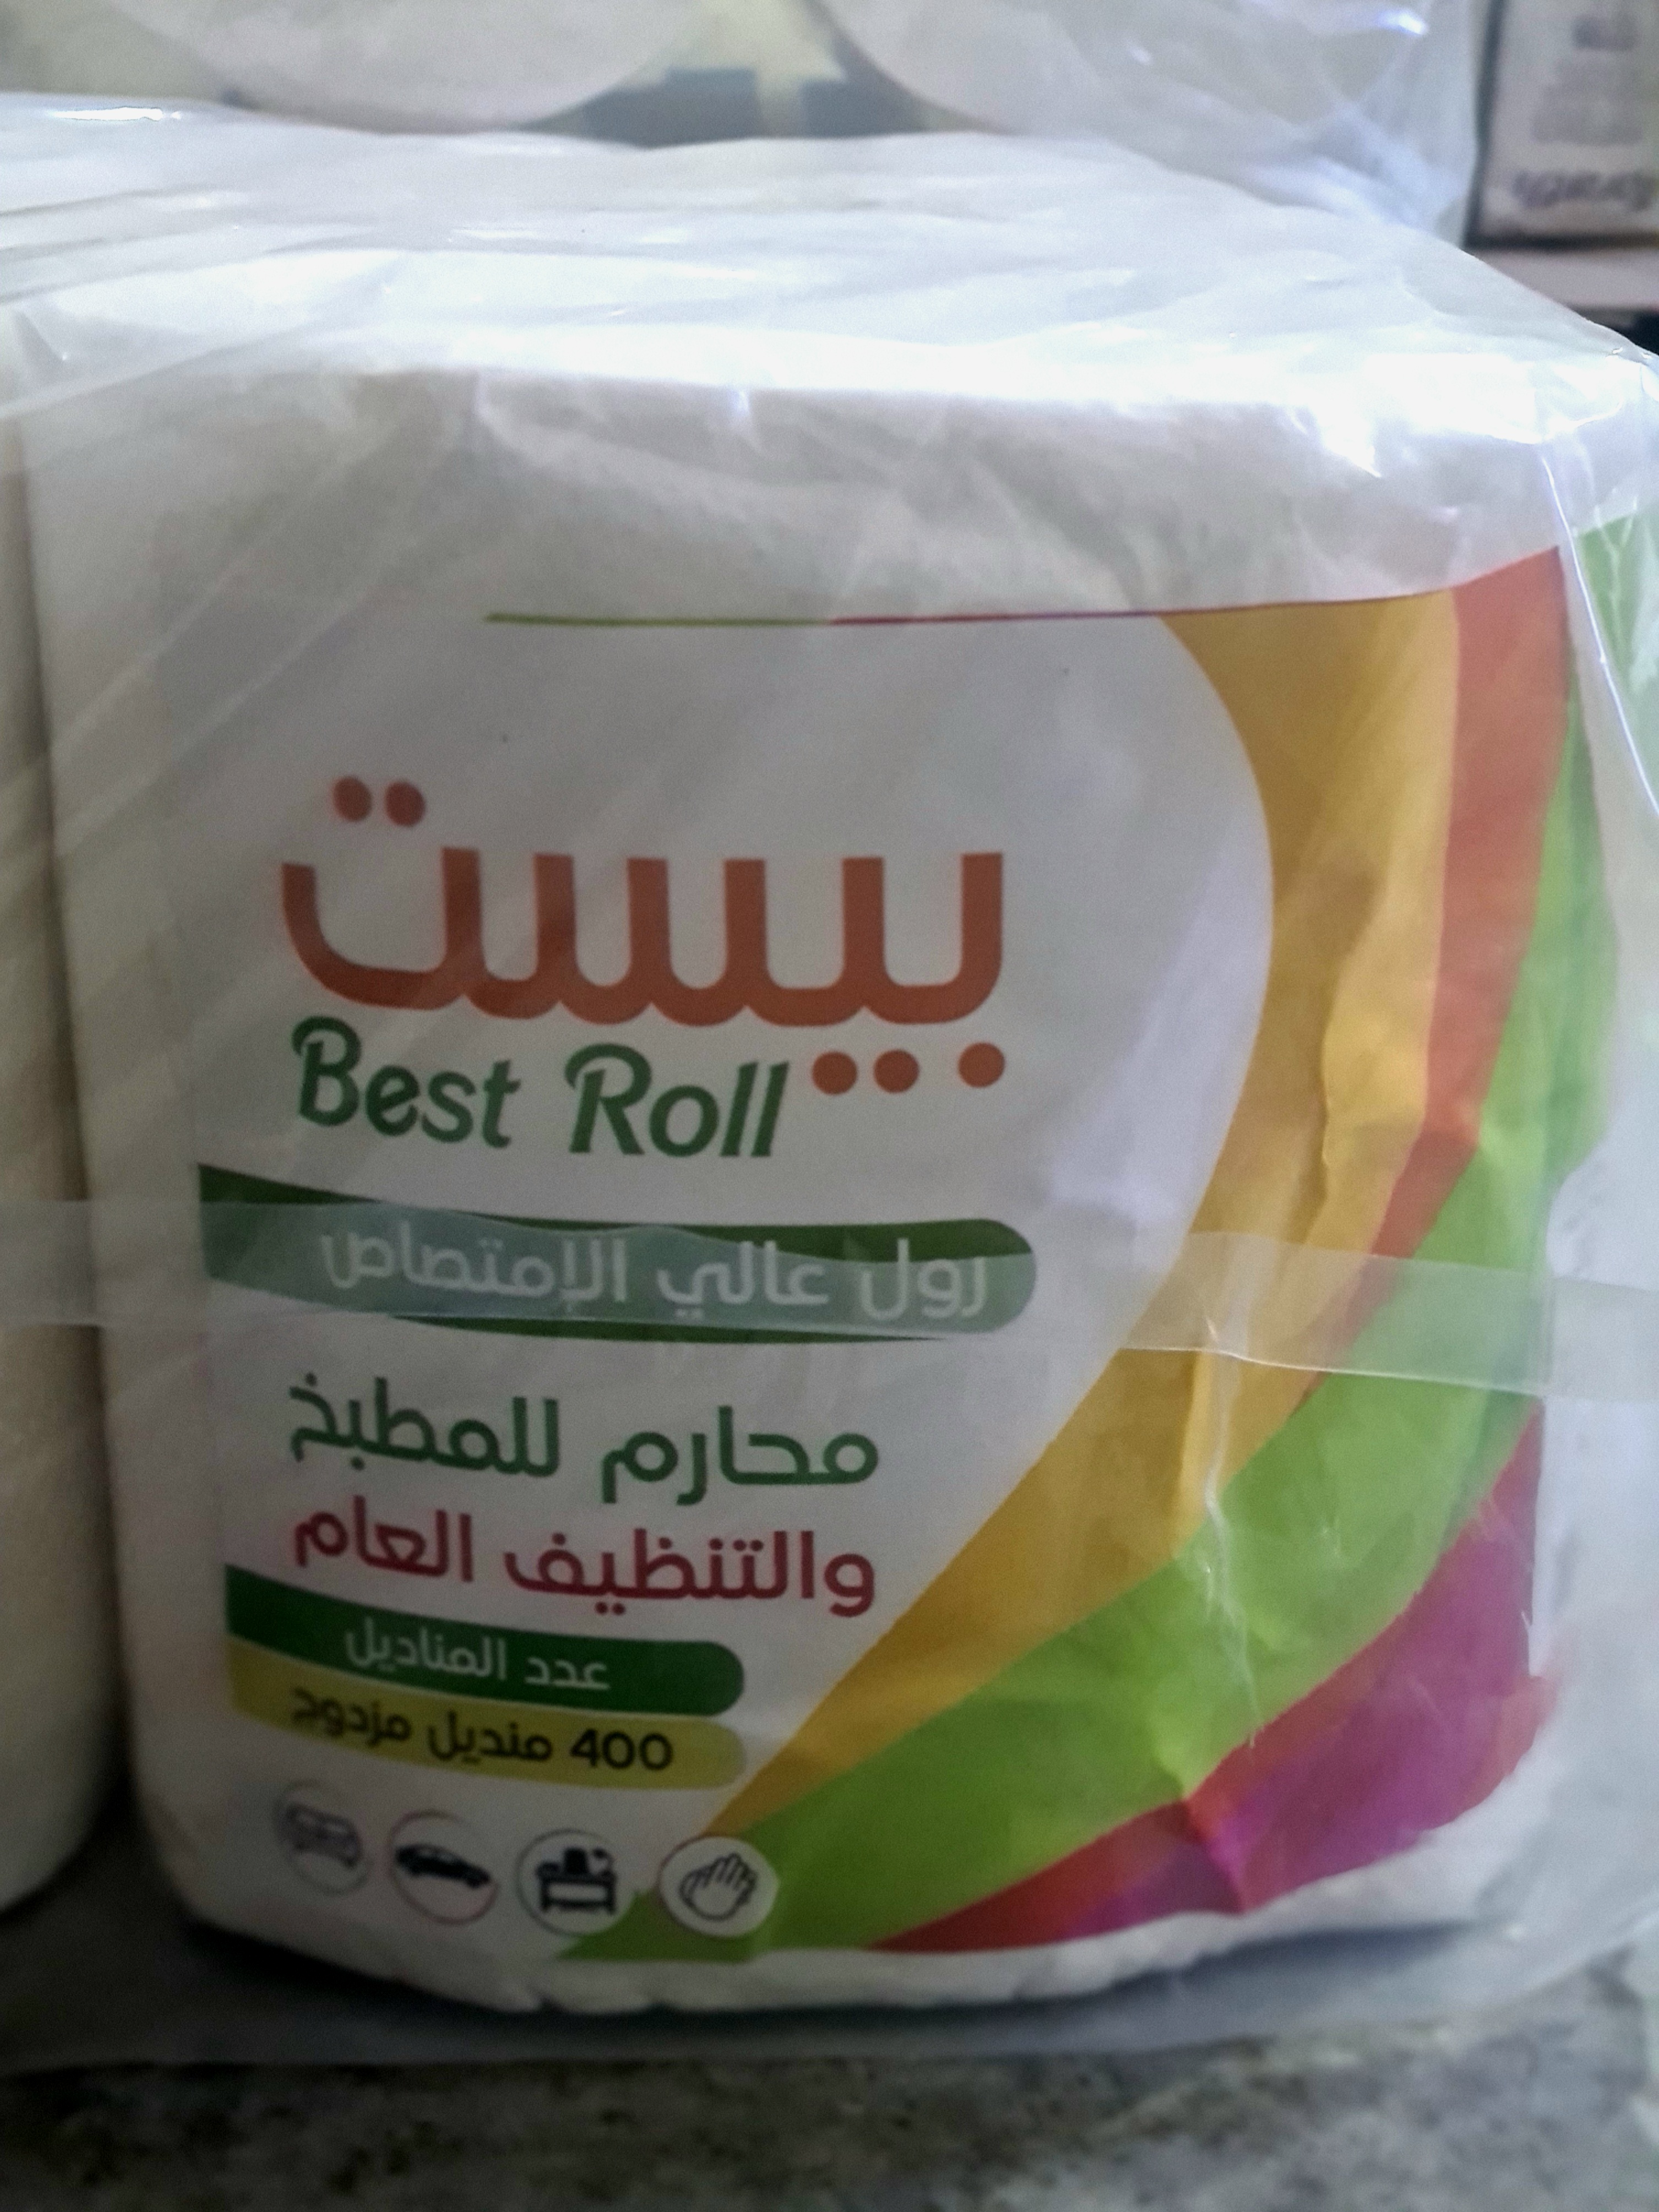 بيست
Best Roll
رول عالي الإمتصاص
محارم للمطبخ
والتنظيف العام
عدد المناديل
400 منديل مزدوج